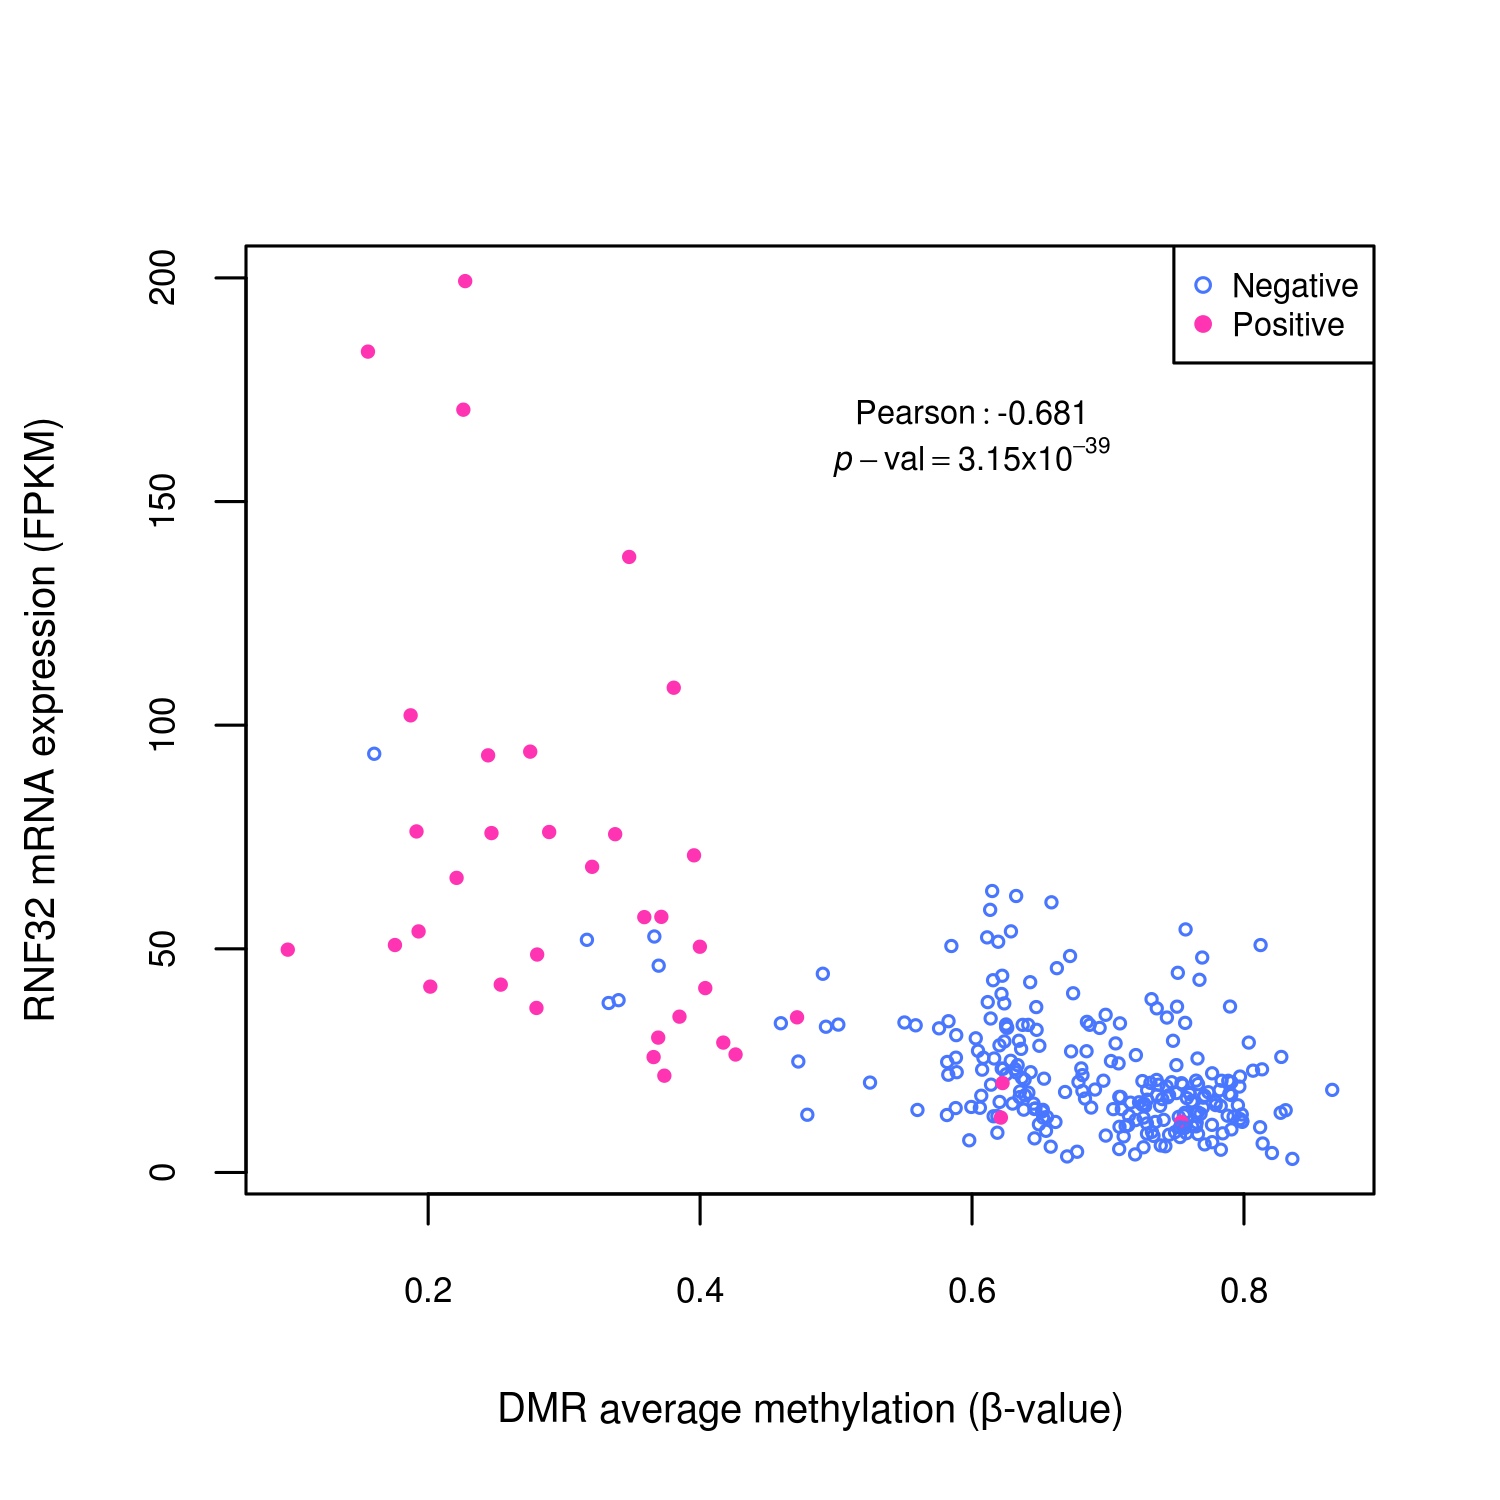 Negative
Positive
Pearson : -0.681
p − val = 3.15x10⁻³⁹
RNF32 mRNA expression (FPKM)
200
150
100
50
0
0.2 0.4 0.6 0.8
DMR average methylation (β-value)